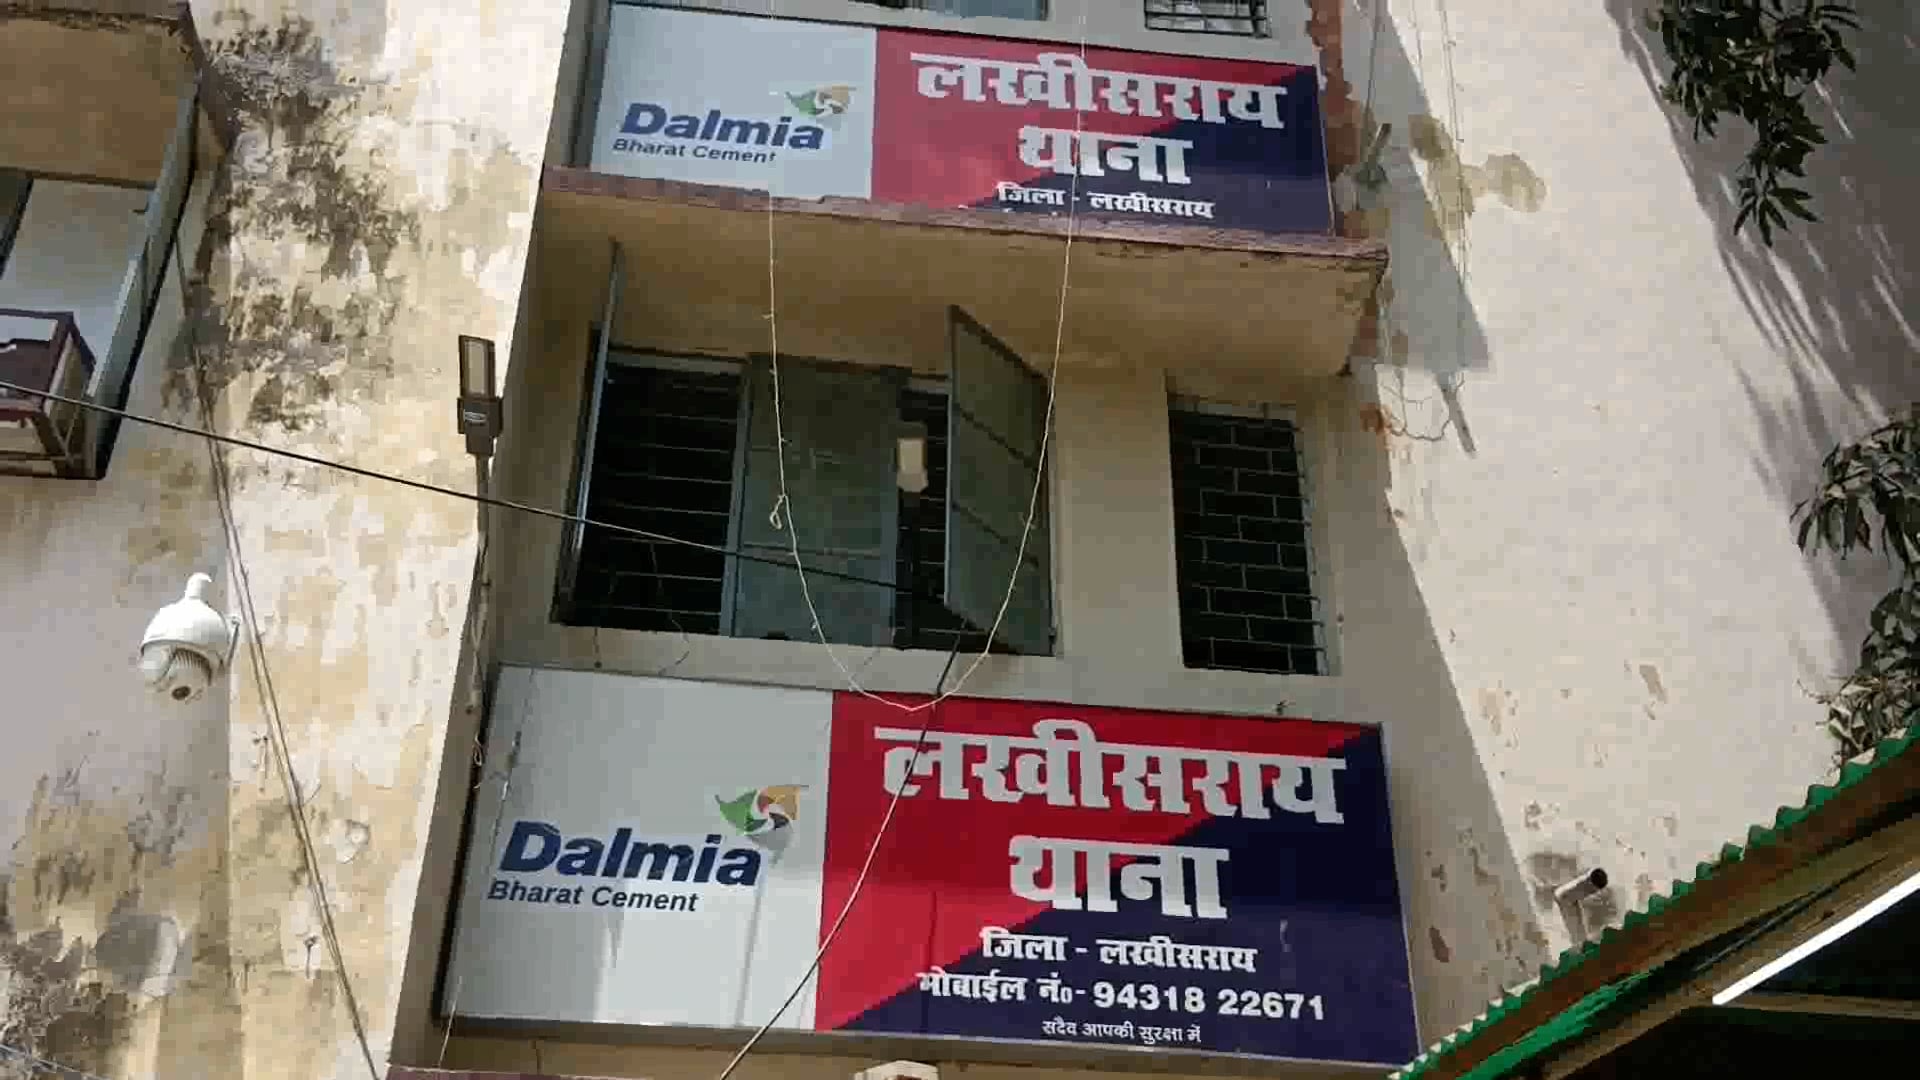 Dalmia
Bharat Cement
लखीसराय
थाना
जिला - लखीसराय
Dalmia
Bharat Cement
लखीसराय
थाना
जिला - लखीसराय
मोबाईल नं०- 94318 22671
सदैव आपकी सुरक्षा में